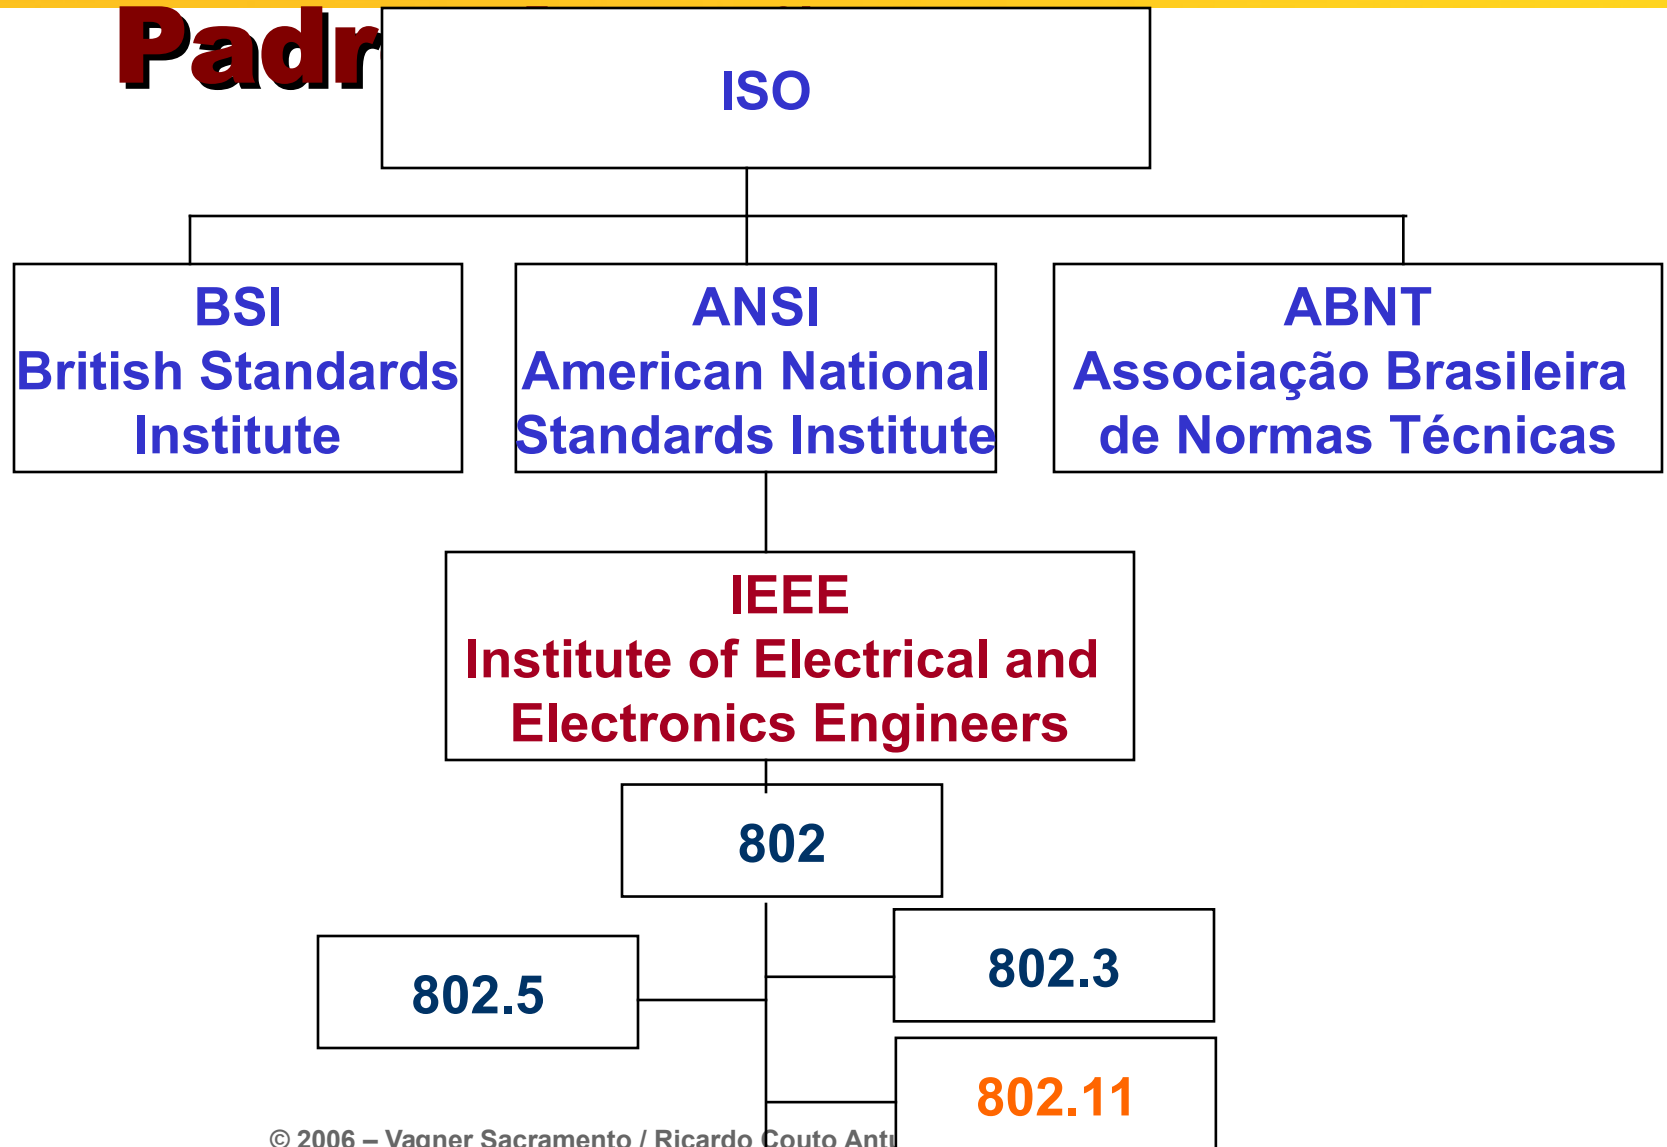 ISO
BSI
British Standards
Institute
ANSI
American National
Standards Institute
ABNT
Associação Brasileira
de Normas Técnicas
IEEE
Institute of Electrical and
Electronics Engineers
802
802.3
802.5
802.11
© 2006 – Vagner Sacramento / Ricardo Couto